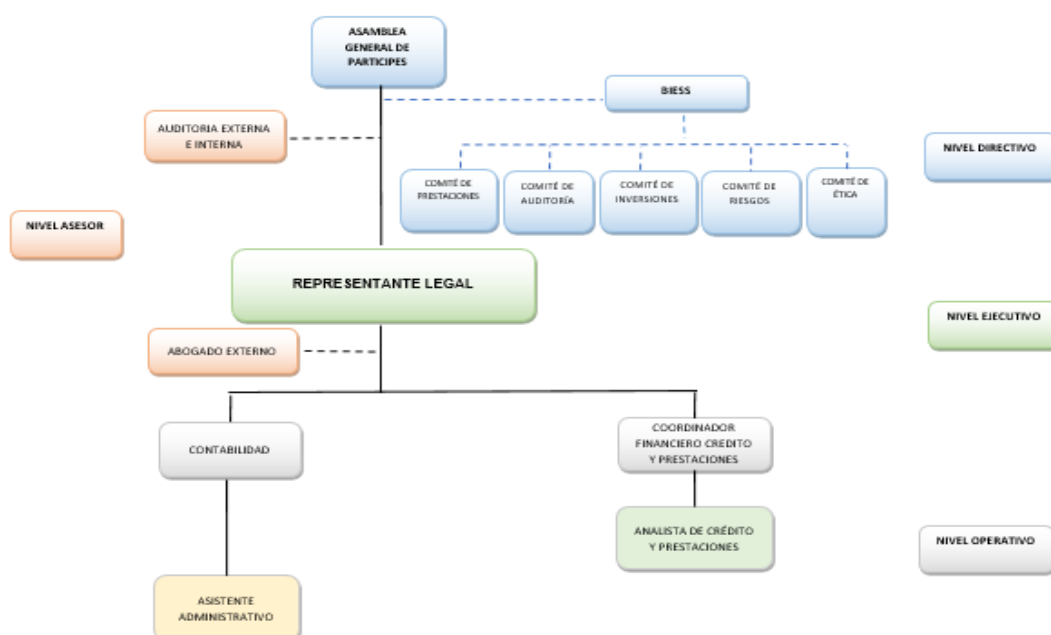 ASAMBLEA
GENERAL DE
PARTICIPES
BIESS
AUDITORIA EXTERNA
E INTERNA
NIVEL DIRECTIVO
COMITÉ DE
PRESTACIONES
COMITÉ DE
AUDITORÍA
COMITÉ DE
INVERSIONES
COMITÉ DE
RIESGOS
COMITÉ DE
ÉTICA
NIVEL ASESOR
REPRESENTANTE LEGAL
NIVEL EJECUTIVO
ABOGADO EXTERNO
CONTABILIDAD
COORDINADOR
FINANCIERO CREDITO
Y PRESTACIONES
ANALISTA DE CRÉDITO
Y PRESTACIONES
NIVEL OPERATIVO
ASISTENTE
ADMINISTRATIVO